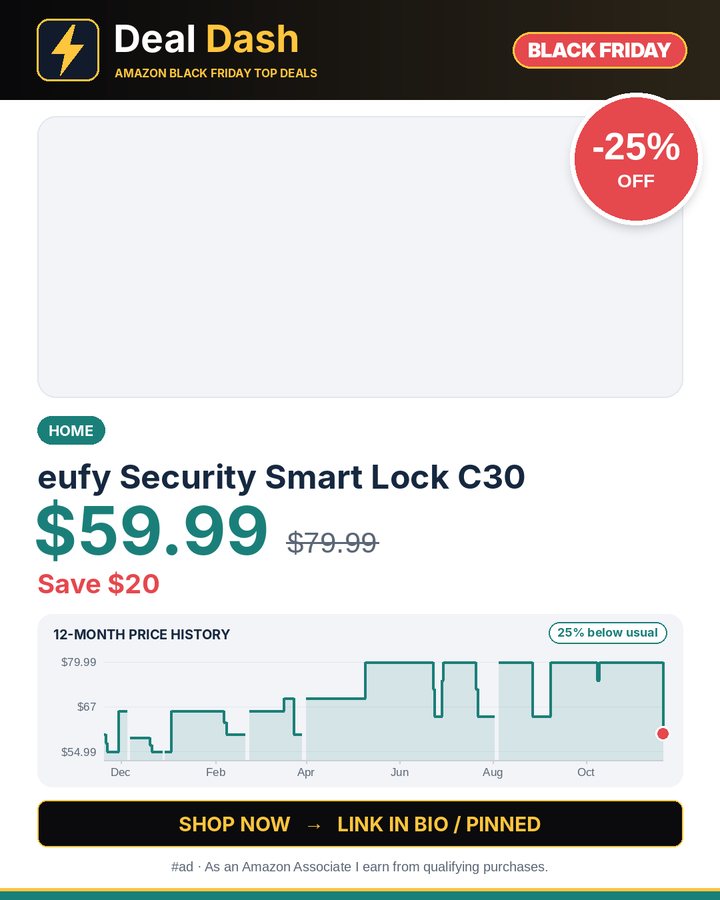 Deal Dash
AMAZON BLACK FRIDAY TOP DEALS
BLACK FRIDAY
-25%
OFF
HOME
eufy Security Smart Lock C30
$59.99 $79.99
Save $20
12-MONTH PRICE HISTORY
25% below usual
$79.99
$67
$54.99
Dec Feb Apr Jun Aug Oct
SHOP NOW → LINK IN BIO / PINNED
#ad · As an Amazon Associate I earn from qualifying purchases.